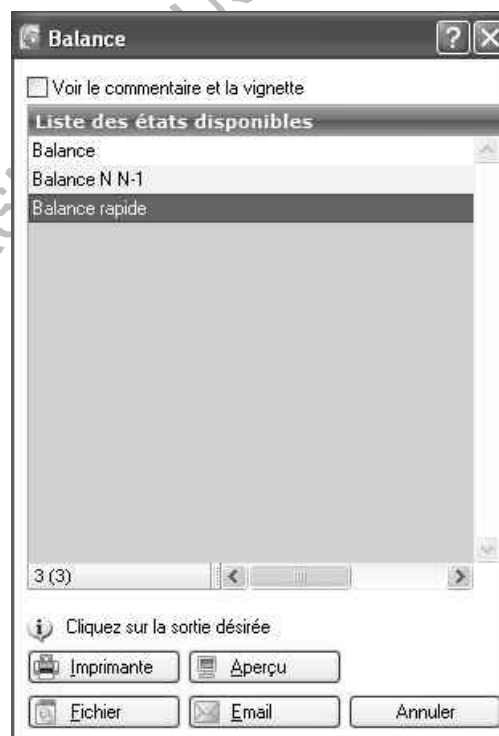 Balance
Voir le commentaire et la vignette
Liste des états disponibles
Balance
Balance N N-1
Balance rapide
3 (3)
Cliquez sur la sortie désirée
Imprimante Aperçu
Fichier Email Annuler